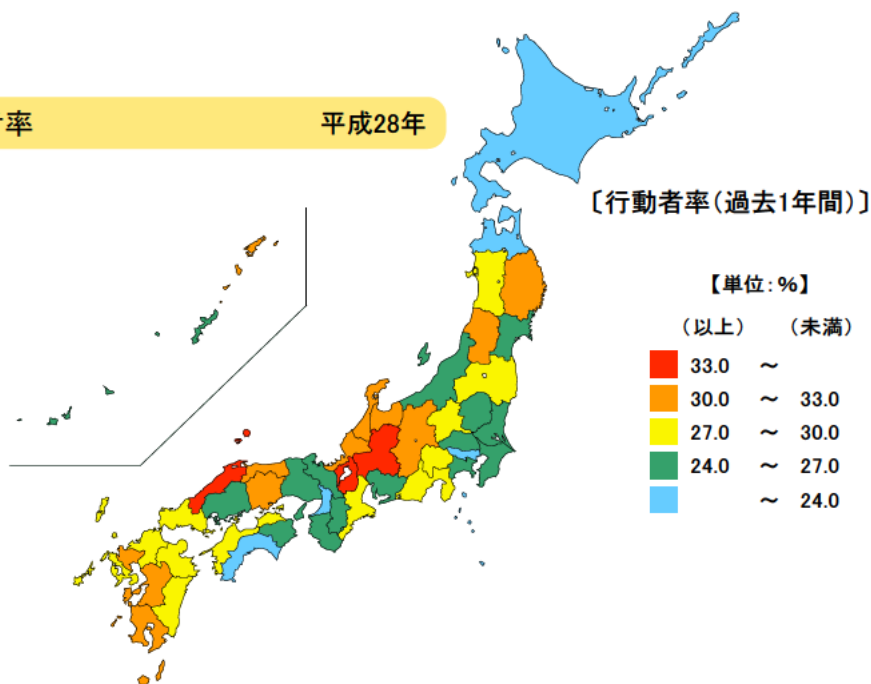 率 平成28年
〔行動者率(過去1年間)〕
【単位:%】
(以上) (未満)
33.0 ~
30.0 ~ 33.0
27.0 ~ 30.0
24.0 ~ 27.0
~ 24.0